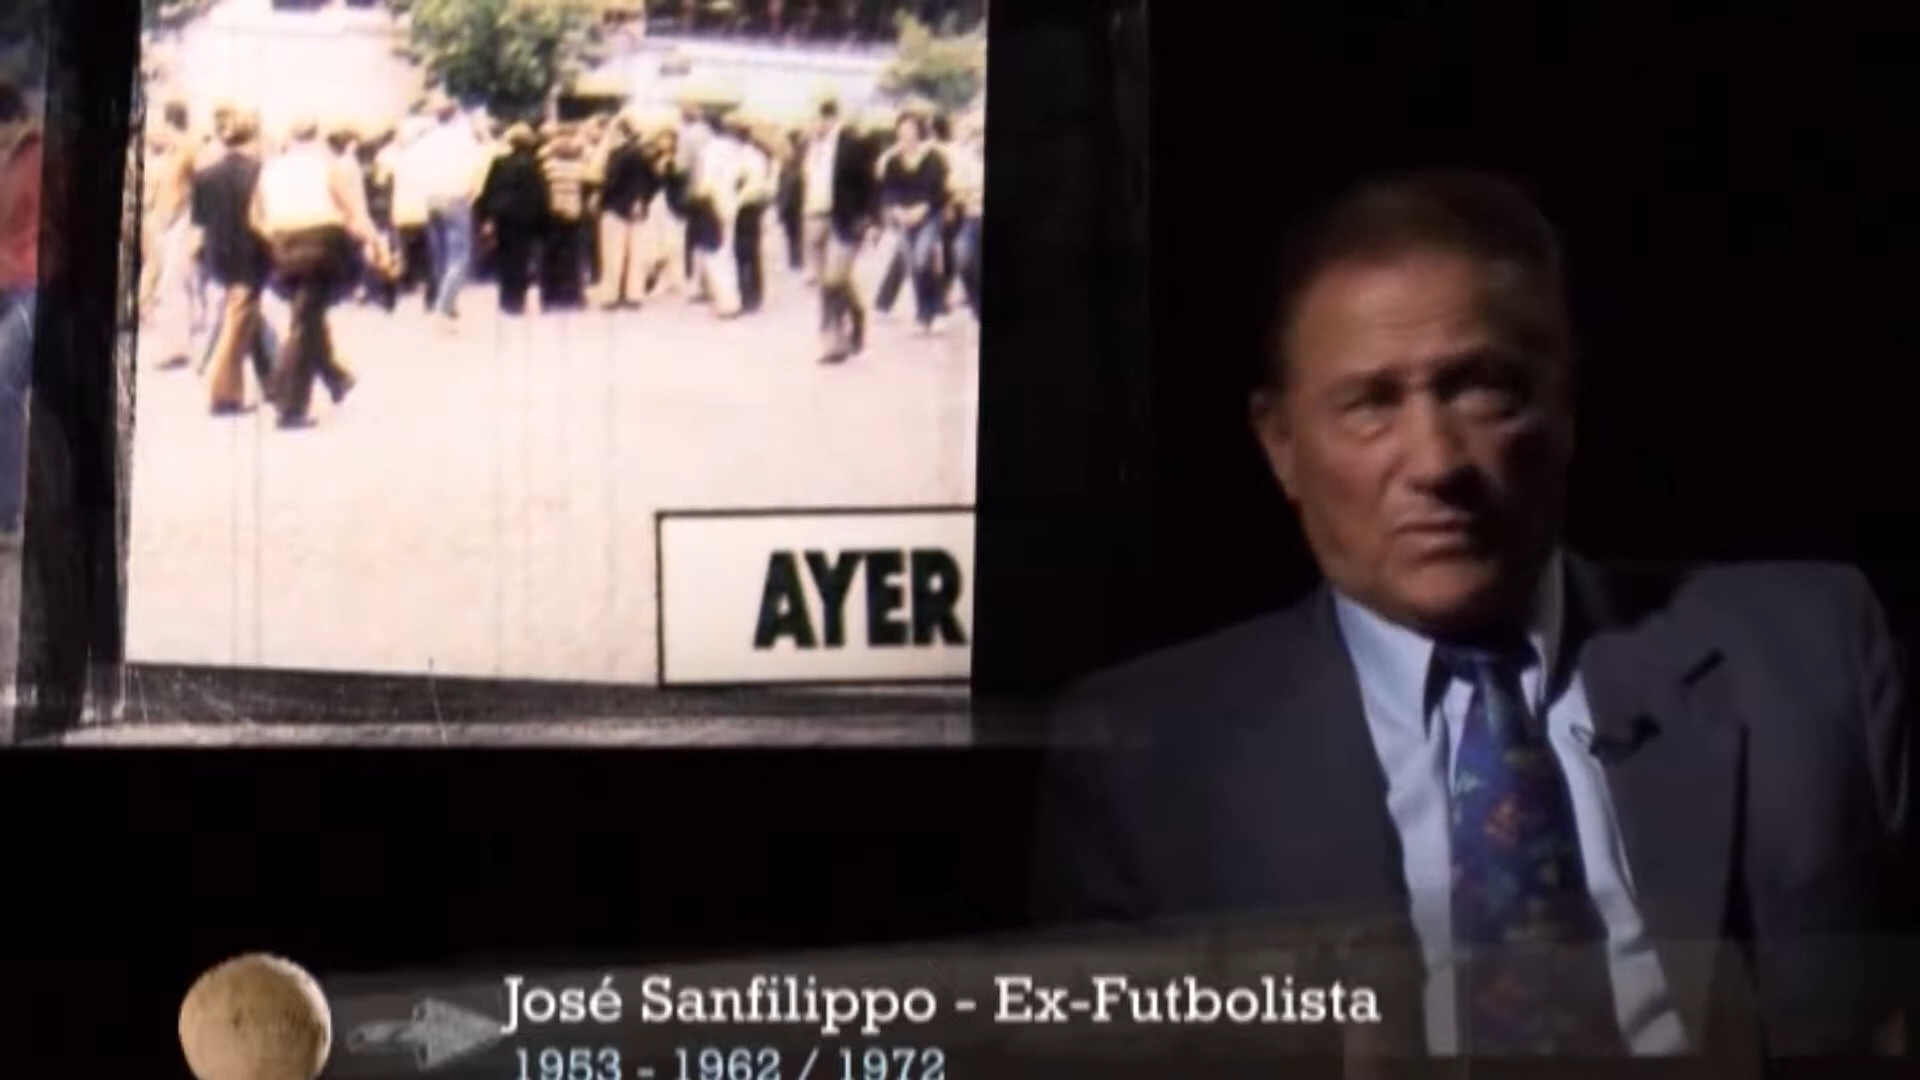 AYER
José Sanfilippo - Ex-Futbolista
1953 - 1962 / 1972